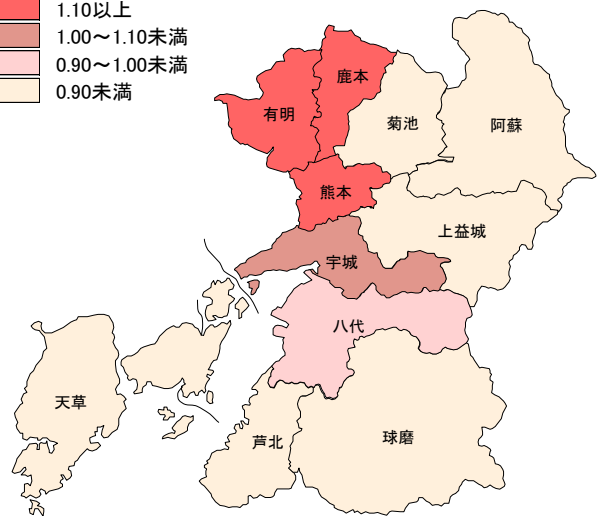 1.10以上
1.00～1.10未満
0.90～1.00未満
0.90未満
鹿本
有明
菊池
阿蘇
熊本
上益城
宇城
八代
天草
芦北
球磨